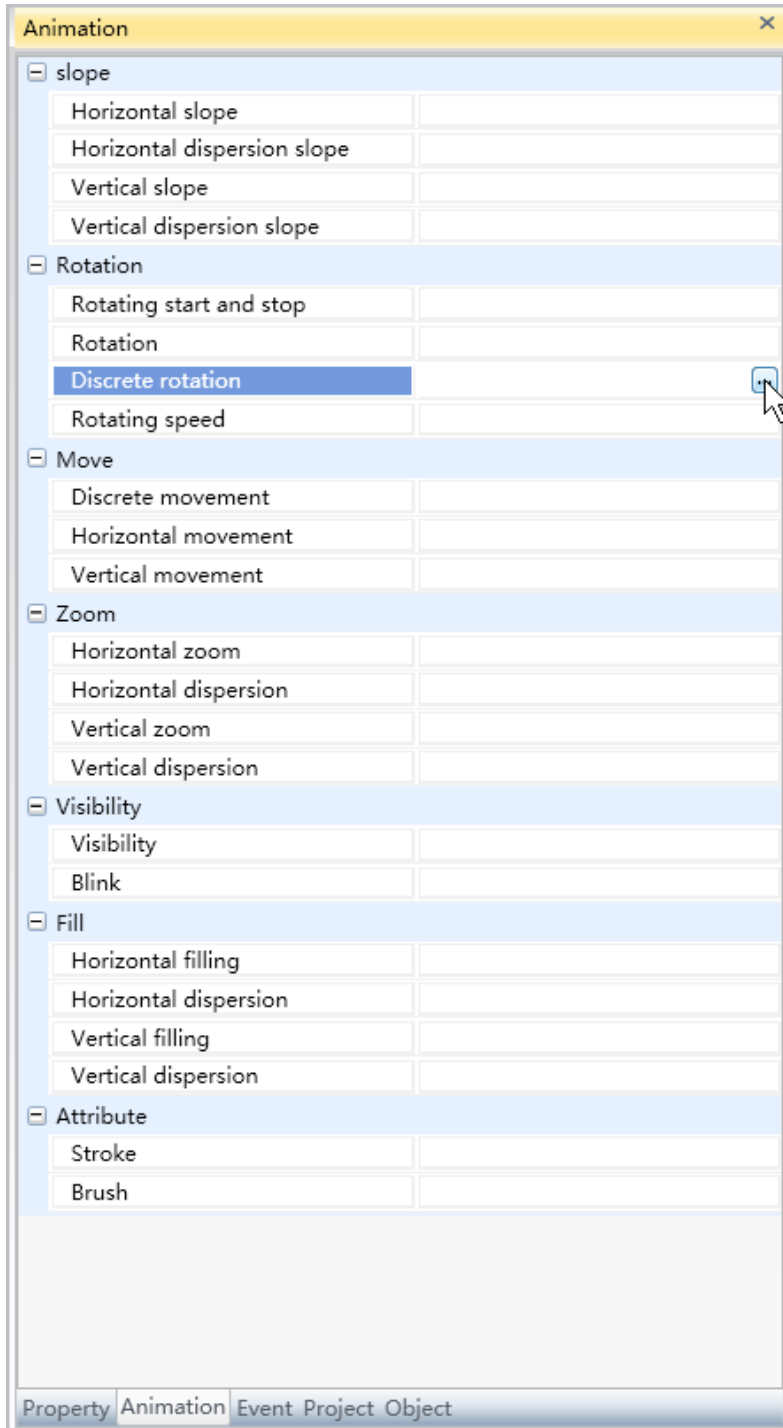 Animation
slope
Horizontal slope
Horizontal dispersion slope
Vertical slope
Vertical dispersion slope
Rotation
Rotating start and stop
Rotation
Discrete rotation
Rotating speed
Move
Discrete movement
Horizontal movement
Vertical movement
Zoom
Horizontal zoom
Horizontal dispersion
Vertical zoom
Vertical dispersion
Visibility
Visibility
Blink
Fill
Horizontal filling
Horizontal dispersion
Vertical filling
Vertical dispersion
Attribute
Stroke
Brush
Property Animation Event Project Object